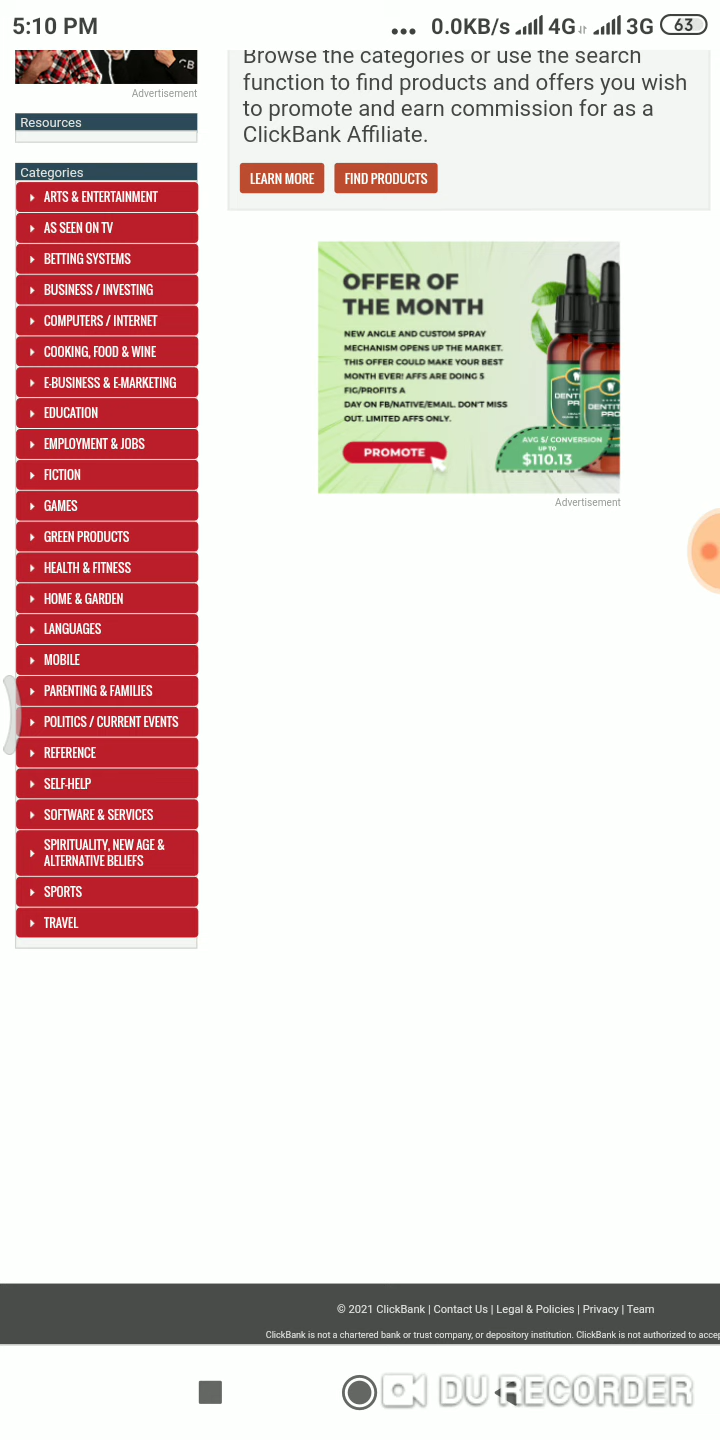 5:10 PM
... 0.0KB/s 4G 3G 63
CB
Advertisement
Resources
Categories
ARTS & ENTERTAINMENT
AS SEEN ON TV
BETTING SYSTEMS
BUSINESS / INVESTING
COMPUTERS / INTERNET
COOKING, FOOD & WINE
E-BUSINESS & E-MARKETING
EDUCATION
EMPLOYMENT & JOBS
FICTION
GAMES
GREEN PRODUCTS
HEALTH & FITNESS
HOME & GARDEN
LANGUAGES
MOBILE
PARENTING & FAMILIES
POLITICS / CURRENT EVENTS
REFERENCE
SELF-HELP
SOFTWARE & SERVICES
SPIRITUALITY, NEW AGE &
ALTERNATIVE BELIEFS
SPORTS
TRAVEL
Browse the categories or use the search
function to find products and offers you wish
to promote and earn commission for as a
ClickBank Affiliate.
LEARN MORE FIND PRODUCTS
OFFER OF
THE MONTH
NEW ANGLE AND CUSTOM SPRAY
MECHANISM OPENS UP THE MARKET.
THIS OFFER COULD MAKE YOUR BEST
MONTH EVER! AFFS ARE DOING 5
FIG/PROFITS A
DAY ON FB/NATIVE/EMAIL. DON'T MISS
OUT. LIMITED AFFS ONLY.
PROMOTE
AVG $/ CONVERSION
UP TO
$110.13
Advertisement
© 2021 ClickBank | Contact Us | Legal & Policies | Privacy | Team
ClickBank is not a chartered bank or trust company, or depository institution. ClickBank is not authorized to accep
DU RECORDER